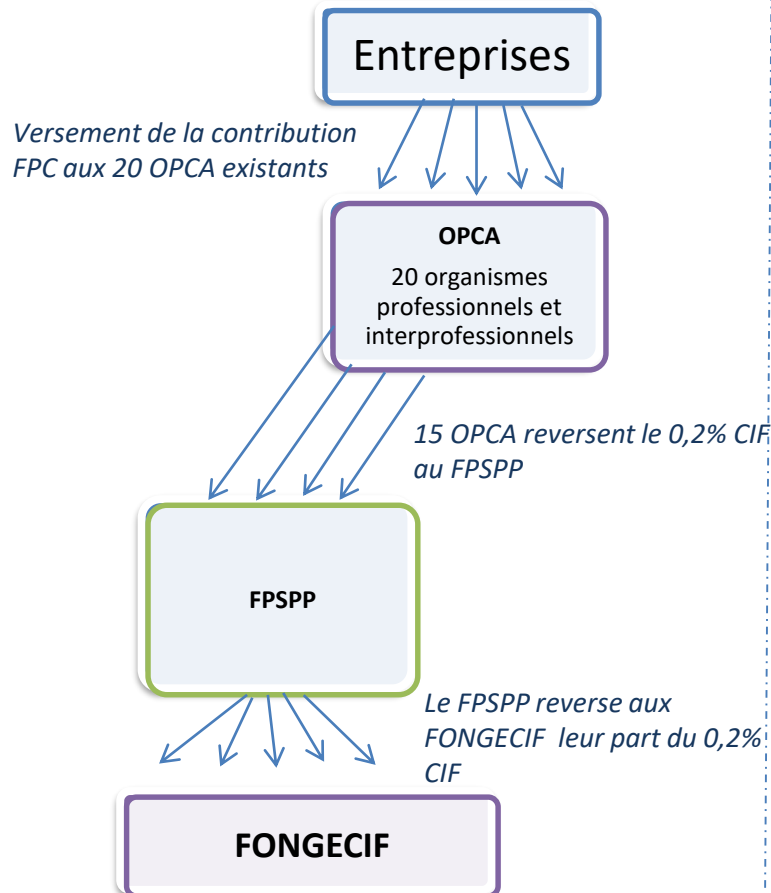 Entreprises
Versement de la contribution
FPC aux 20 OPCA existants
OPCA
20 organismes
professionnels et
interprofessionnels
15 OPCA reversent le 0,2% CIF
au FPSPP
FPSPP
Le FPSPP reverse aux
FONGECIF leur part du 0,2%
CIF
FONGECIF